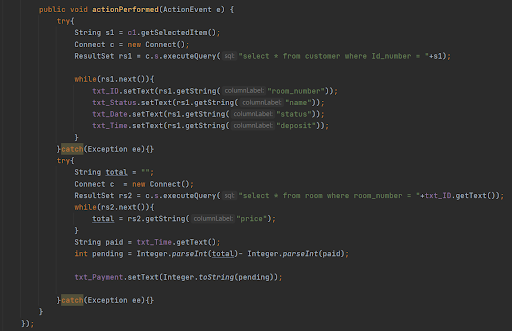 public void actionPerformed(ActionEvent e) {
try{
String s1 = c1.getSelectedItem();
Connect c = new Connect();
ResultSet rs1 = c.s.executeQuery( sql: "select * from customer where Id_number = "+s1);
while(rs1.next()){
txt_ID.setText(rs1.getString( columnLabel: "room_number"));
txt_Status.setText(rs1.getString( columnLabel: "name"));
txt_Date.setText(rs1.getString( columnLabel: "status"));
txt_Time.setText(rs1.getString( columnLabel: "deposit"));
}
}catch(Exception ee){}
try{
String total = "";
Connect c = new Connect();
ResultSet rs2 = c.s.executeQuery( sql: "select * from room where room_number = "+txt_ID.getText());
while(rs2.next()){
total = rs2.getString( columnLabel: "price");
}
String paid = txt_Time.getText();
int pending = Integer.parseInt(total)- Integer.parseInt(paid);
txt_Payment.setText(Integer.toString(pending));
}catch(Exception ee){}
}
});